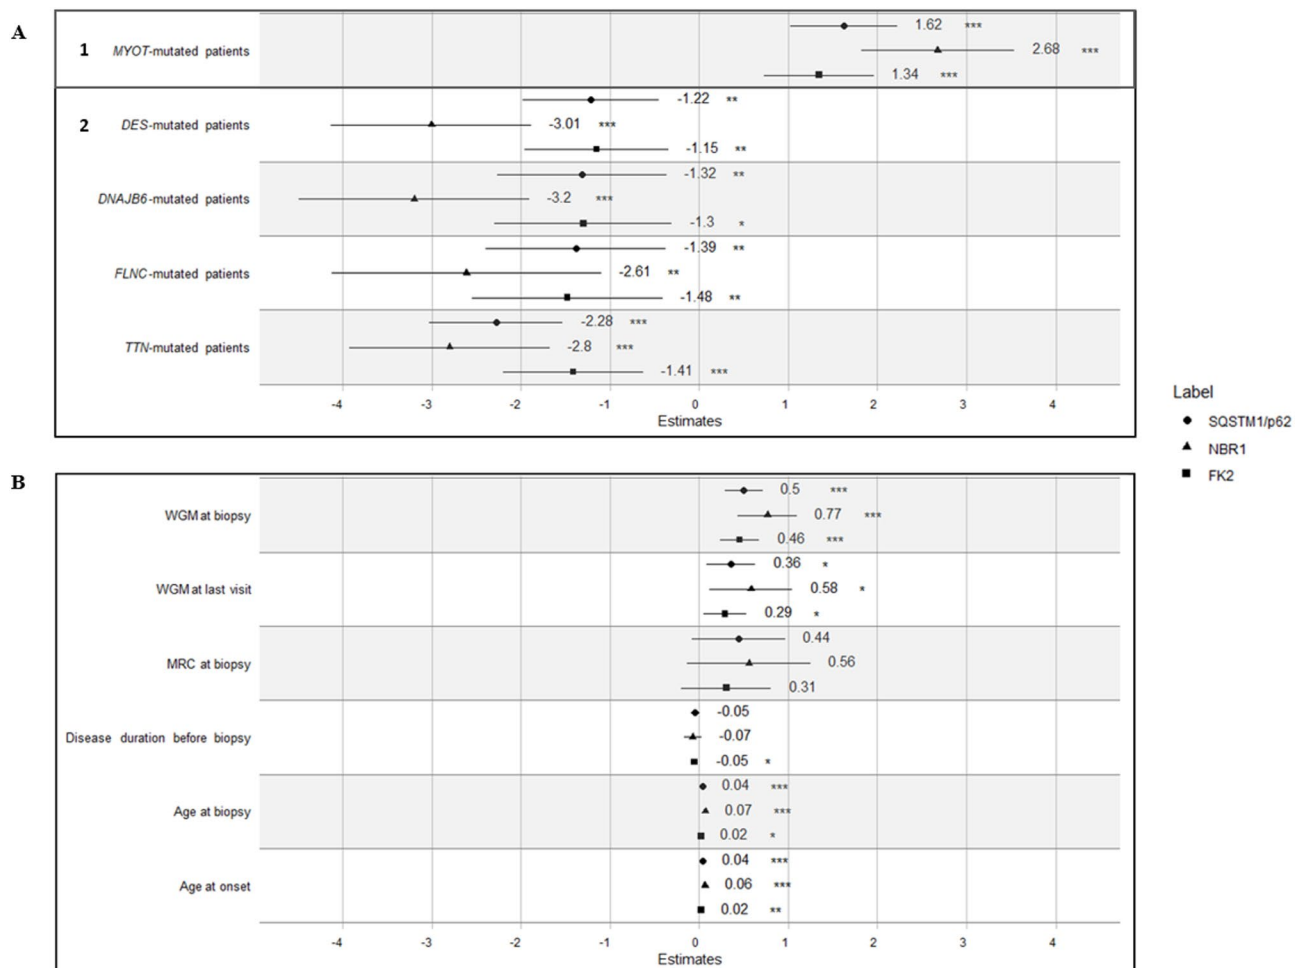 A
1 MYOT-mutated patients
1.62 ***
2.68 ***
1.34 ***
2 DES-mutated patients
-1.22 **
-3.01 ***
-1.15 **
DNAJB6-mutated patients
-1.32 **
-3.2 ***
-1.3 *
FLNC-mutated patients
-1.39 **
-2.61 **
-1.48 **
TTN-mutated patients
-2.28 ***
-2.8 ***
-1.41 ***
-4 -3 -2 -1 0 1 2 3 4
Estimates
Label
SQSTM1/p62
NBR1
FK2
B
WGM at biopsy
0.5 ***
0.77 ***
0.46 ***
WGM at last visit
0.36 *
0.58 *
0.29 *
MRC at biopsy
0.44
0.56
0.31
Disease duration before biopsy
-0.05
-0.07
-0.05 *
Age at biopsy
0.04 ***
0.07 ***
0.02 *
Age at onset
0.04 ***
0.06 ***
0.02 **
-4 -3 -2 -1 0 1 2 3 4
Estimates